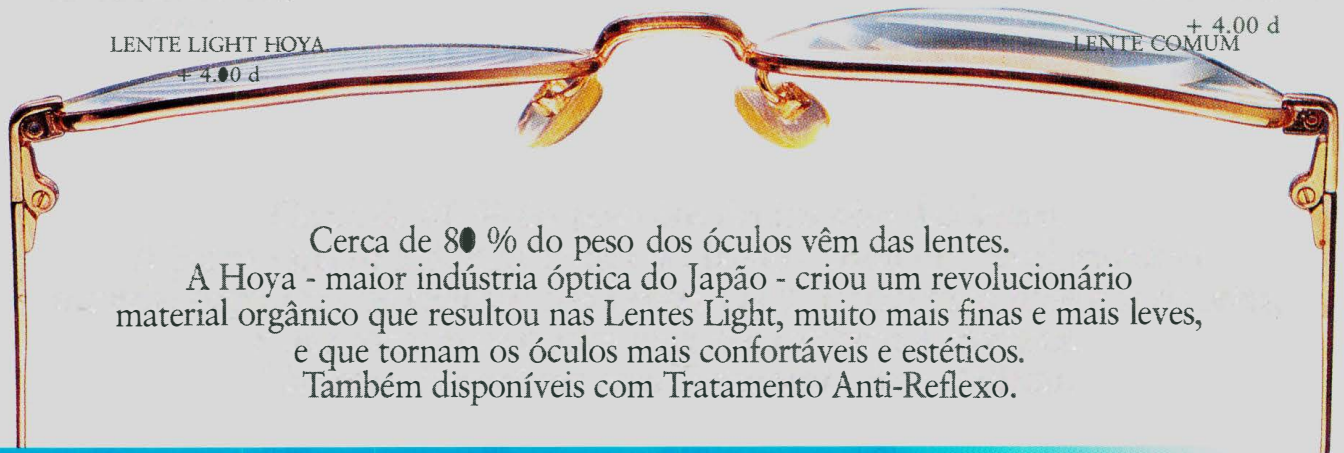 LENTE LIGHT HOYA
+ 4.00 d
+ 4.00 d
LENTE COMUM
Cerca de 80 % do peso dos óculos vêm das lentes.
A Hoya - maior indústria óptica do Japão - criou um revolucionário
material orgânico que resultou nas Lentes Light, muito mais finas e mais leves,
e que tornam os óculos mais confortáveis e estéticos.
Também disponíveis com Tratamento Anti-Reflexo.